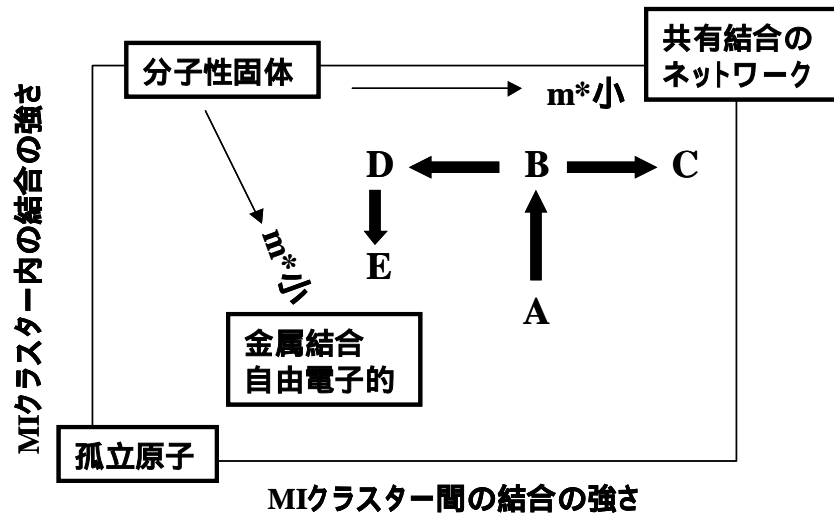 共有結合の
ネットワーク
分子性固体
m*小
MIクラスター内の結合の強さ
D
B
C
m*小
E
A
金属結合
自由電子的
孤立原子
MIクラスター間の結合の強さ